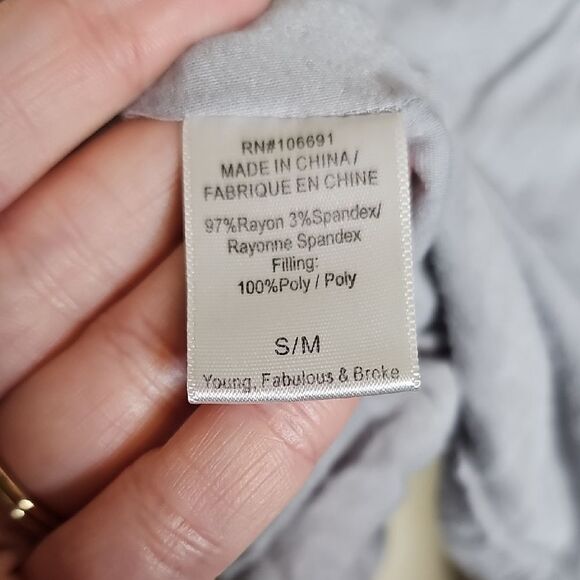 RN#106691
MADE IN CHINA /
FABRIQUE EN CHINE
97%Rayon 3%Spandex/
Rayonne Spandex
Filling:
100%Poly / Poly
S/M
Young, Fabulous & Broke